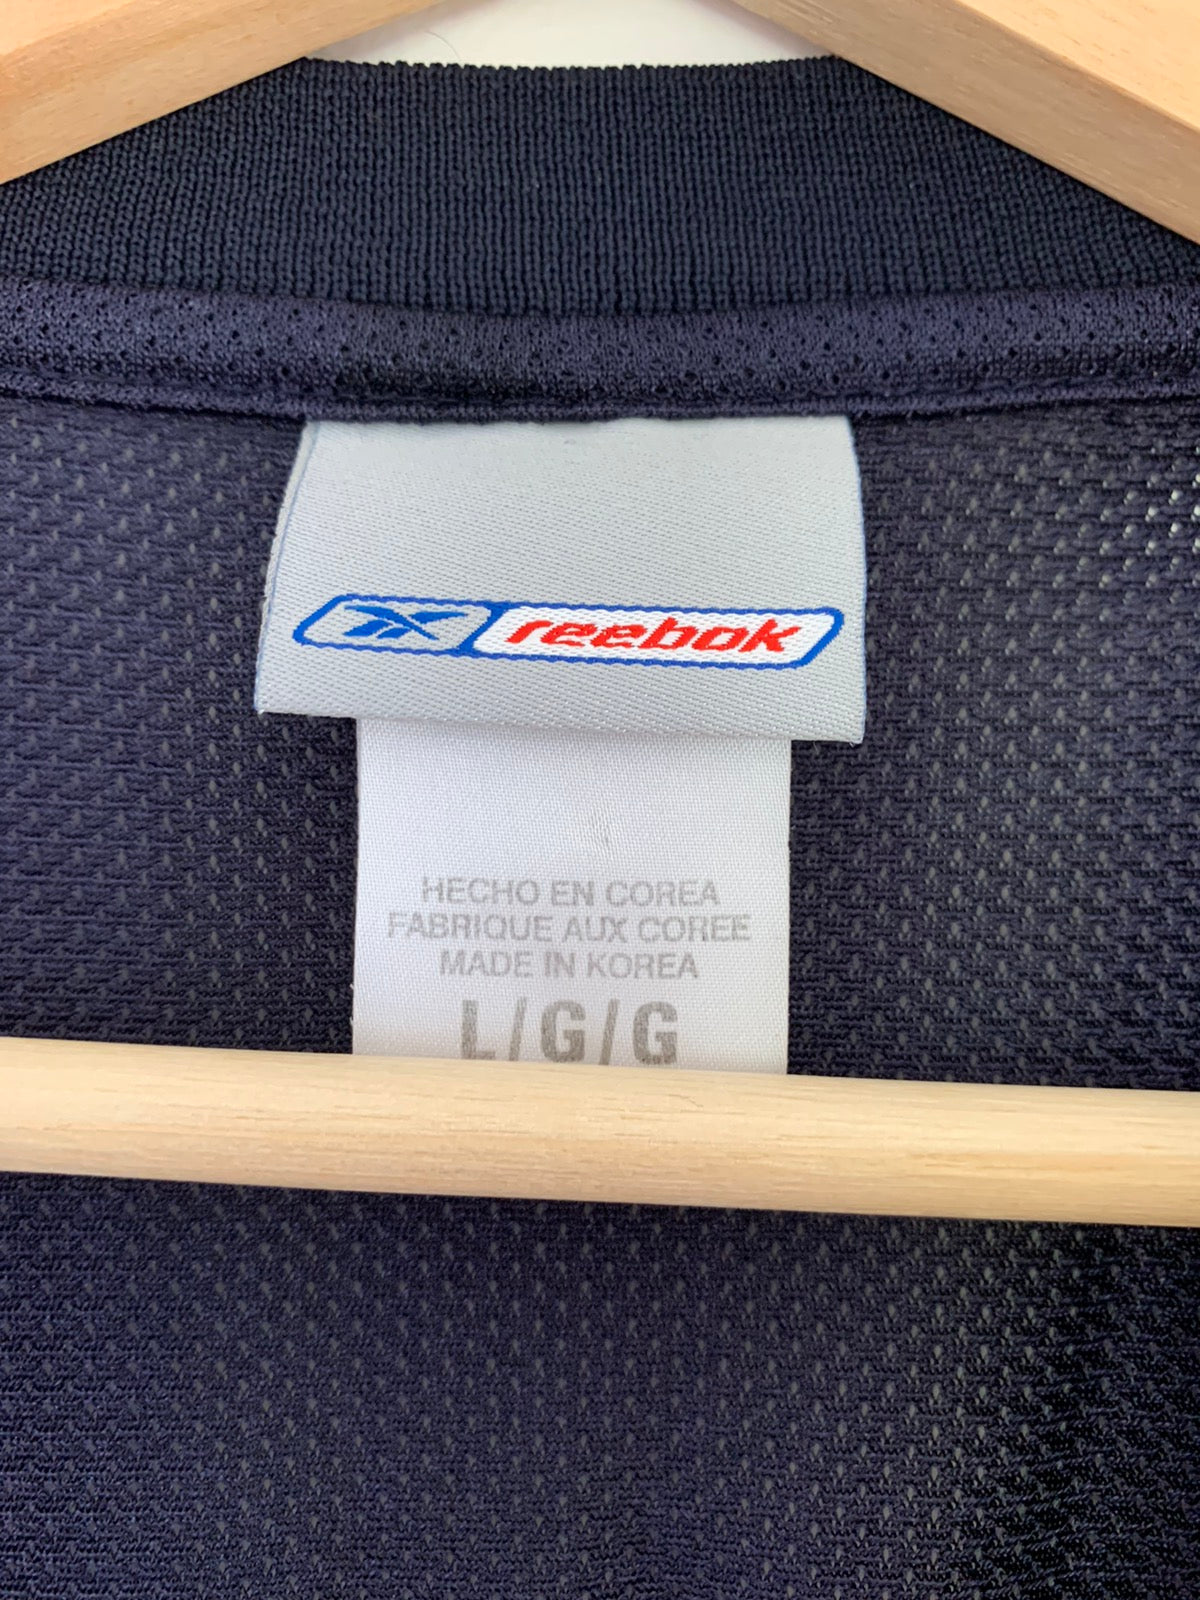 reebok
HECHO EN COREA
FABRIQUE AUX COREE
MADE IN KOREA
L/G/G